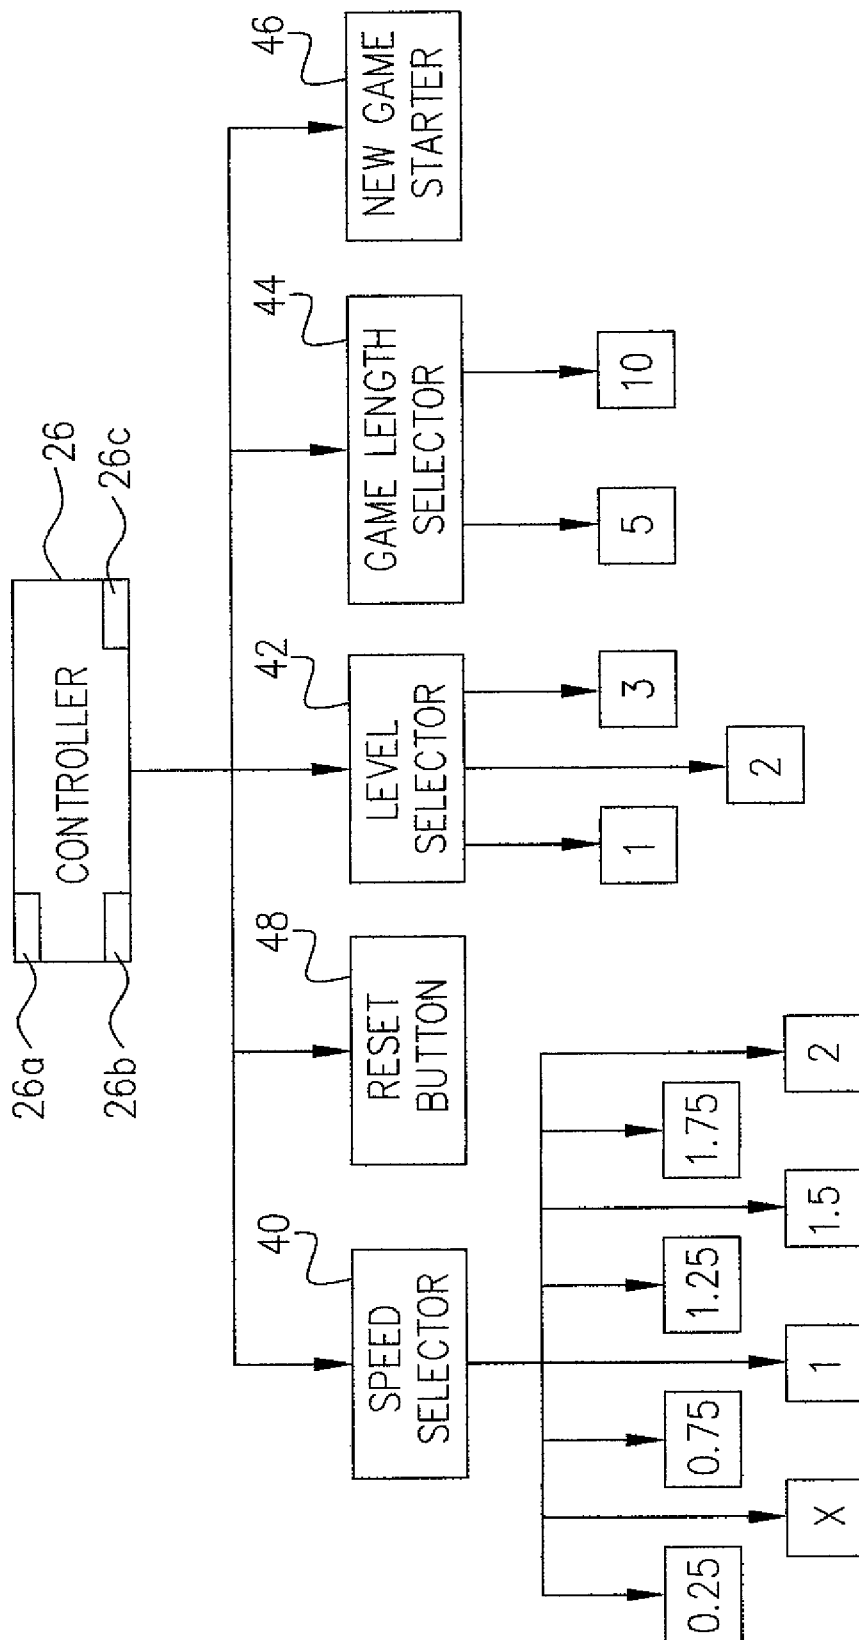 26a
26b
CONTROLLER
26
26c
40
SPEED
SELECTOR
48
RESET
BUTTON
42
LEVEL
SELECTOR
44
GAME LENGTH
SELECTOR
46
NEW GAME
STARTER
0.25
X
0.75
1
1.25
1.5
1.75
2
1
2
3
5
10